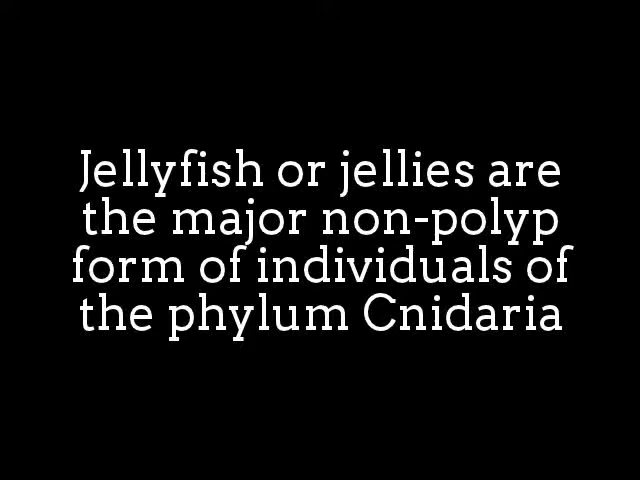 Jellyfish or jellies are
the major non-polyp
form of individuals of
the phylum Cnidaria